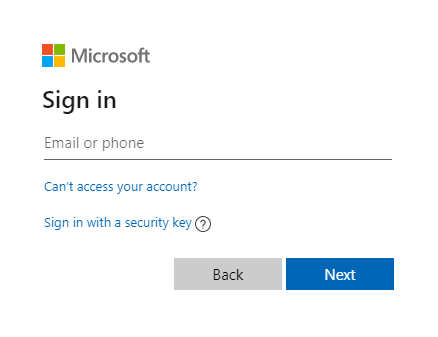 Microsoft
Sign in
Email or phone
Can't access your account?
Sign in with a security key ?
Back Next